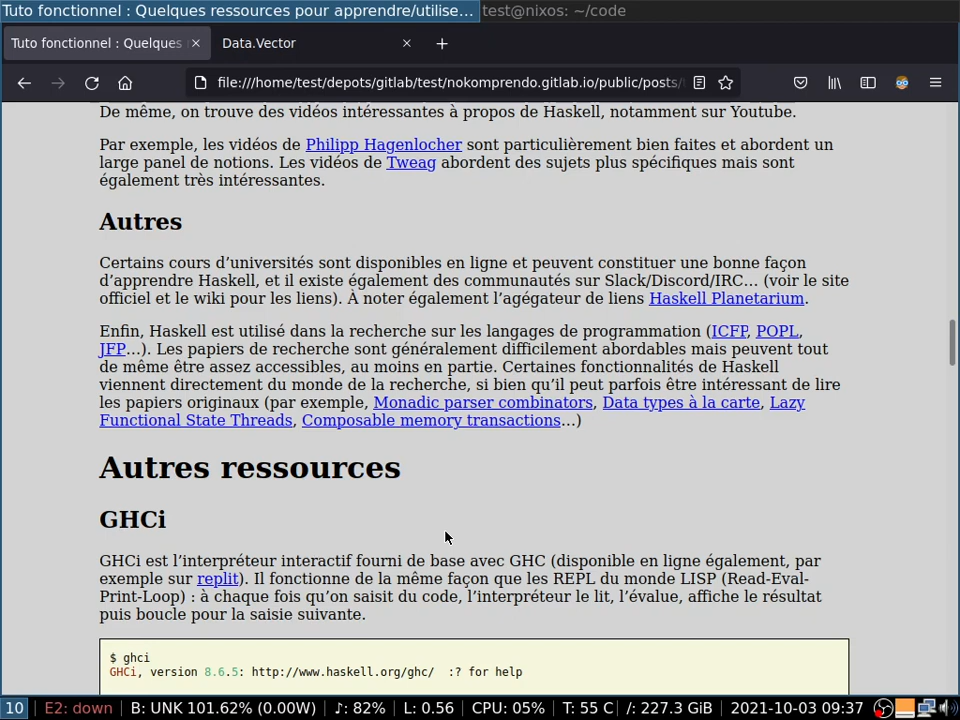 Tuto fonctionnel : Quelques ressources pour apprendre/utilise... test@nixos: ~/code
Tuto fonctionnel : Quelques Data.Vector
file:///home/test/depots/gitlab/test/nokomprendo.gitlab.io/public/posts/
De même, on trouve des vidéos intéressantes à propos de Haskell, notamment sur Youtube.
Par exemple, les vidéos de Philipp Hagenlocher sont particulièrement bien faites et abordent un
large panel de notions. Les vidéos de Tweag abordent des sujets plus spécifiques mais sont
également très intéressantes.
Autres
Certains cours d’universités sont disponibles en ligne et peuvent constituer une bonne façon
d’apprendre Haskell, et il existe également des communautés sur Slack/Discord/IRC… (voir le site
officiel et le wiki pour les liens). À noter également l’agégateur de liens Haskell Planetarium.
Enfin, Haskell est utilisé dans la recherche sur les langages de programmation (ICFP, POPL,
JFP…). Les papiers de recherche sont généralement difficilement abordables mais peuvent tout
de même être assez accessibles, au moins en partie. Certaines fonctionnalités de Haskell
viennent directement du monde de la recherche, si bien qu’il peut parfois être intéressant de lire
les papiers originaux (par exemple, Monadic parser combinators, Data types à la carte, Lazy
Functional State Threads, Composable memory transactions…)
Autres ressources
GHCi
GHCi est l’interpréteur interactif fourni de base avec GHC (disponible en ligne également, par
exemple sur replit). Il fonctionne de la même façon que les REPL du monde LISP (Read-Eval-
Print-Loop) : à chaque fois qu’on saisit du code, l’interpréteur le lit, l’évalue, affiche le résultat
puis boucle pour la saisie suivante.
$ ghci
GHCi, version 8.6.5: http://www.haskell.org/ghc/ :? for help
10 E2: down B: UNK 101.62% (0.00W) ♪: 82% L: 0.56 CPU: 05% T: 55 C /: 227.3 GiB 2021-10-03 09:37